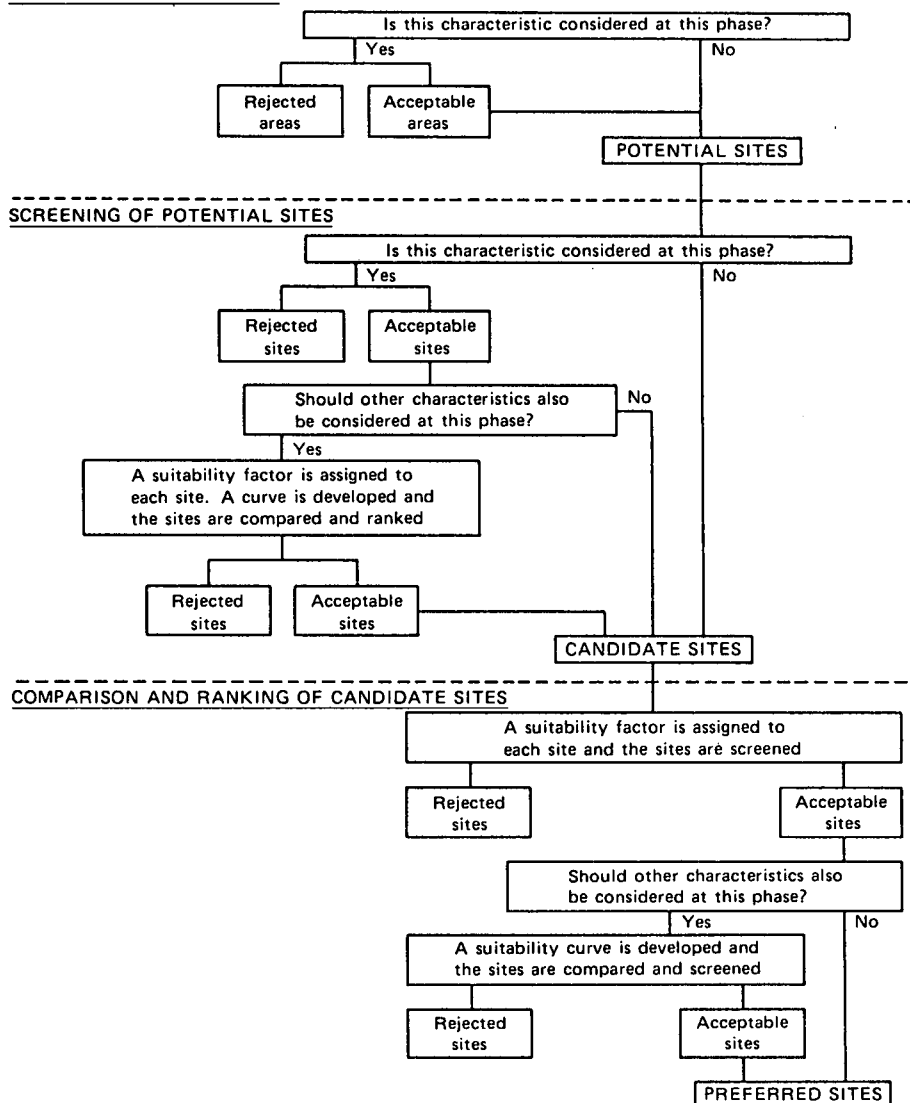 Is this characteristic considered at this phase?
Yes
No
Rejected
areas
Acceptable
areas
POTENTIAL SITES
SCREENING OF POTENTIAL SITES
Is this characteristic considered at this phase?
Yes
No
Rejected
sites
Acceptable
sites
Should other characteristics also
be considered at this phase?
No
Yes
A suitability factor is assigned to
each site. A curve is developed and
the sites are compared and ranked
Rejected
sites
Acceptable
sites
CANDIDATE SITES
COMPARISON AND RANKING OF CANDIDATE SITES
A suitability factor is assigned to
each site and the sites are screened
Rejected
sites
Acceptable
sites
Should other characteristics also
be considered at this phase?
Yes
No
A suitability curve is developed and
the sites are compared and screened
Rejected
sites
Acceptable
sites
PREFERRED SITES